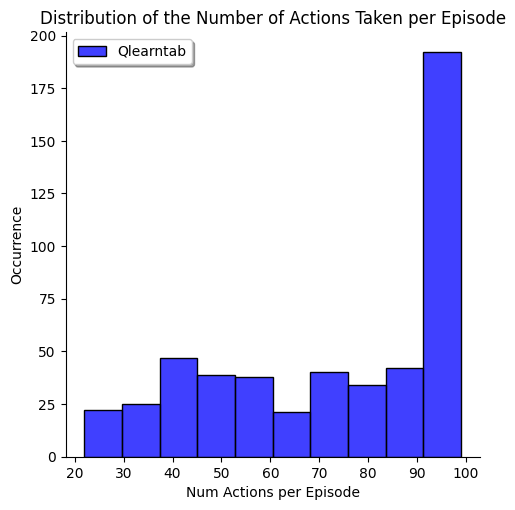 Distribution of the Number of Actions Taken per Episode
Qlearntab
200
175
150
125
100
75
50
25
0
Occurrence
20 30 40 50 60 70 80 90 100
Num Actions per Episode